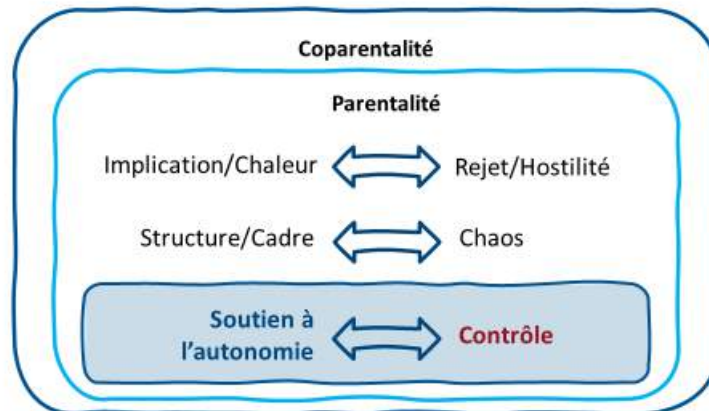 Coparentalité
Parentalité
Implication/Chaleur Rejet/Hostilité
Structure/Cadre Chaos
Soutien à
l'autonomie Contrôle